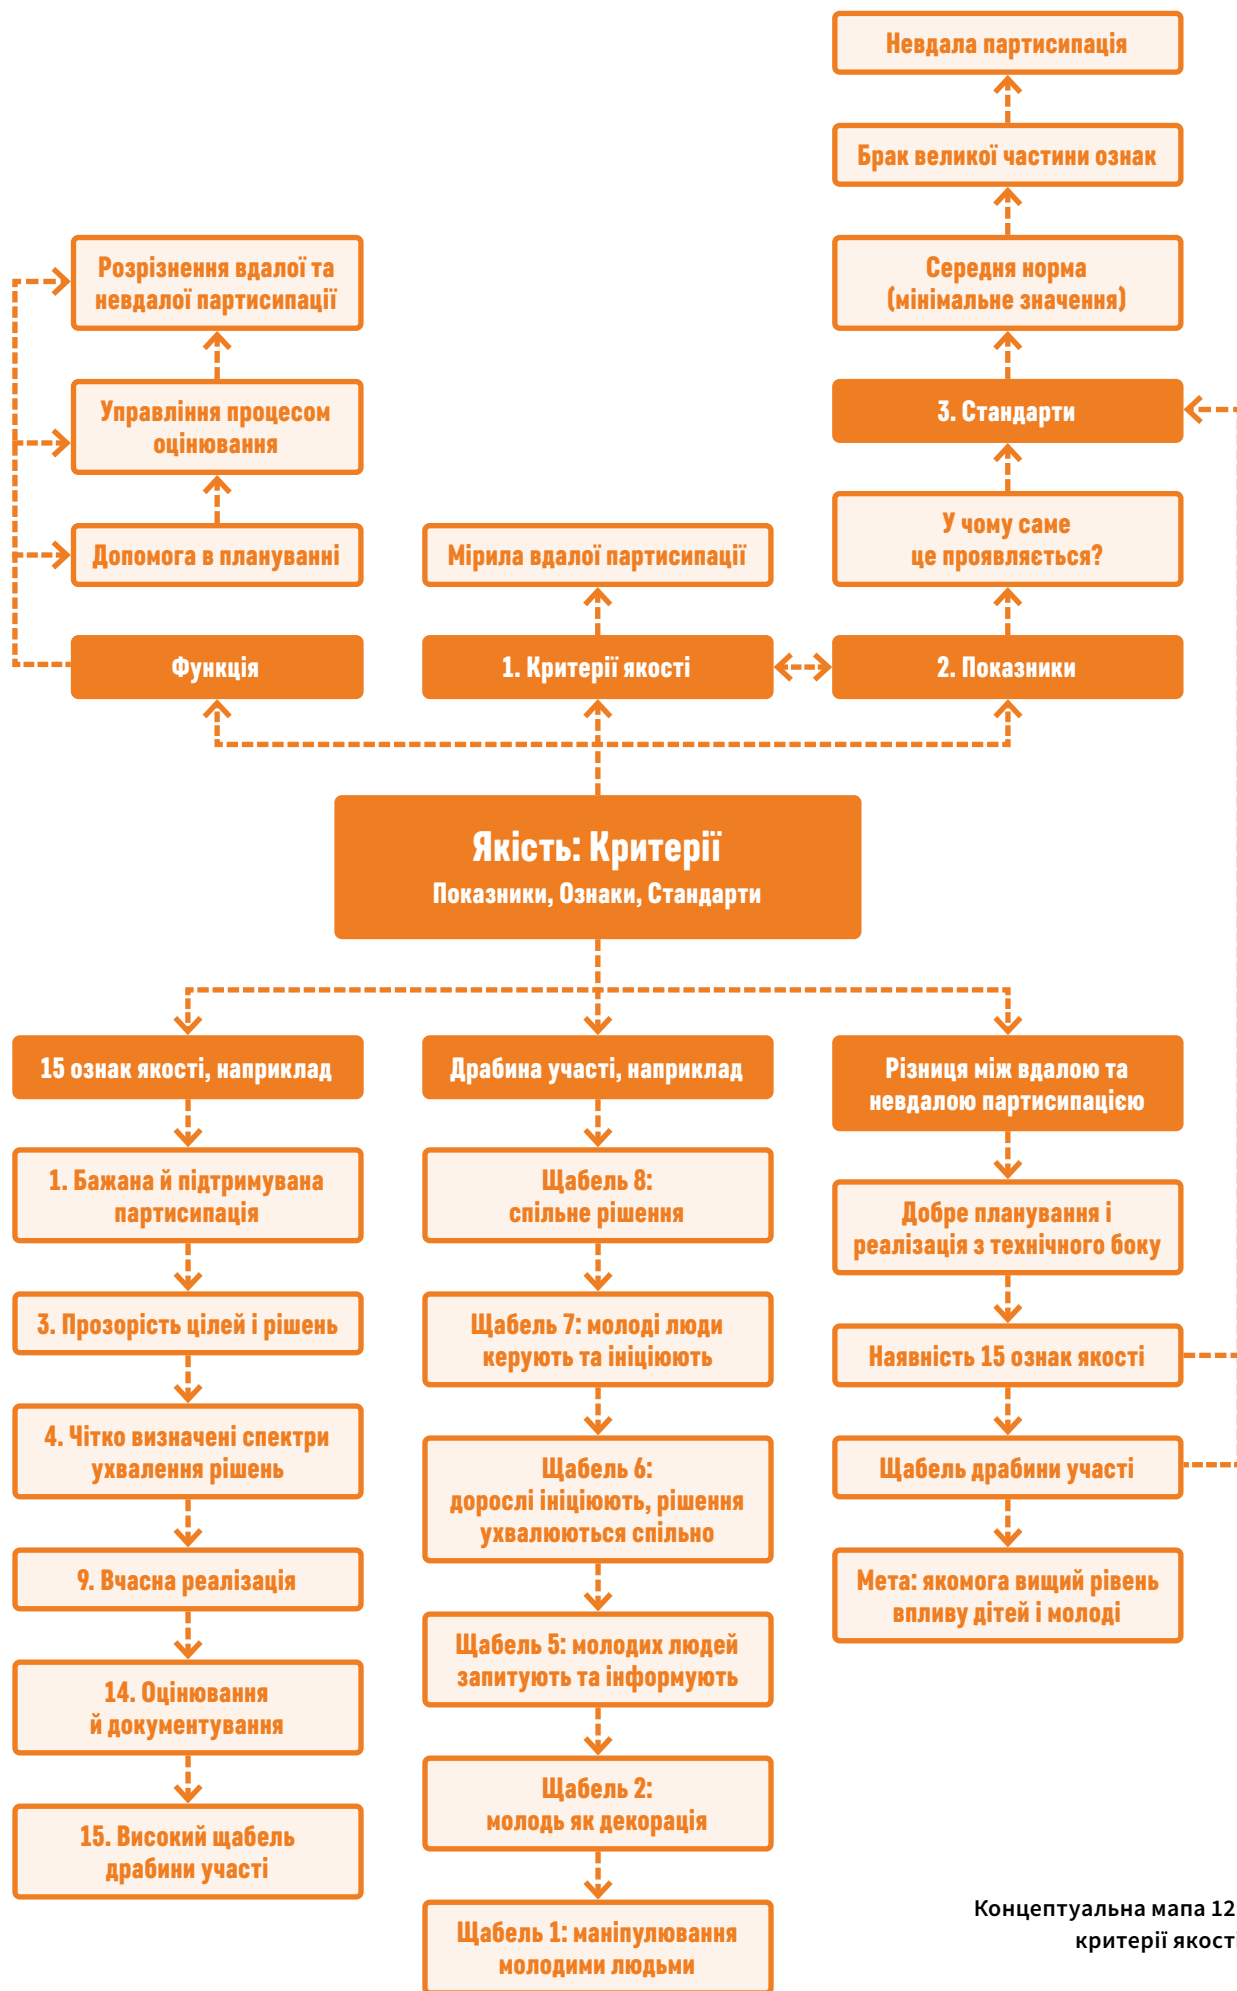 Невдала партисипація
Брак великої частини ознак
Середня норма
(мінімальне значення)
3. Стандарти
У чому саме
це проявляється?
2. Показники
Розрізнення вдалої та
невдалої партисипації
Управління процесом
оцінювання
Допомога в плануванні
Функція
Мірила вдалої партисипації
1. Критерії якості
Якість: Критерії
Показники, Ознаки, Стандарти
15 ознак якості, наприклад
1. Бажана й підтримувана
партисипація
3. Прозорість цілей і рішень
4. Чітко визначені спектри
ухвалення рішень
9. Вчасна реалізація
14. Оцінювання
й документування
15. Високий щабель
драбини участі
Драбина участі, наприклад
Щабель 8:
спільне рішення
Щабель 7: молоді люди
керують та ініціюють
Щабель 6:
дорослі ініціюють, рішення
ухвалюються спільно
Щабель 5: молодих людей
запитують та інформують
Щабель 2:
молодь як декорація
Щабель 1: маніпулювання
молодими людьми
Різниця між вдалою та
невдалою партисипацією
Добре планування і
реалізація з технічного боку
Наявність 15 ознак якості
Щабель драбини участі
Мета: якомога вищий рівень
впливу дітей і молоді
Концептуальна мапа 12
критерії якості